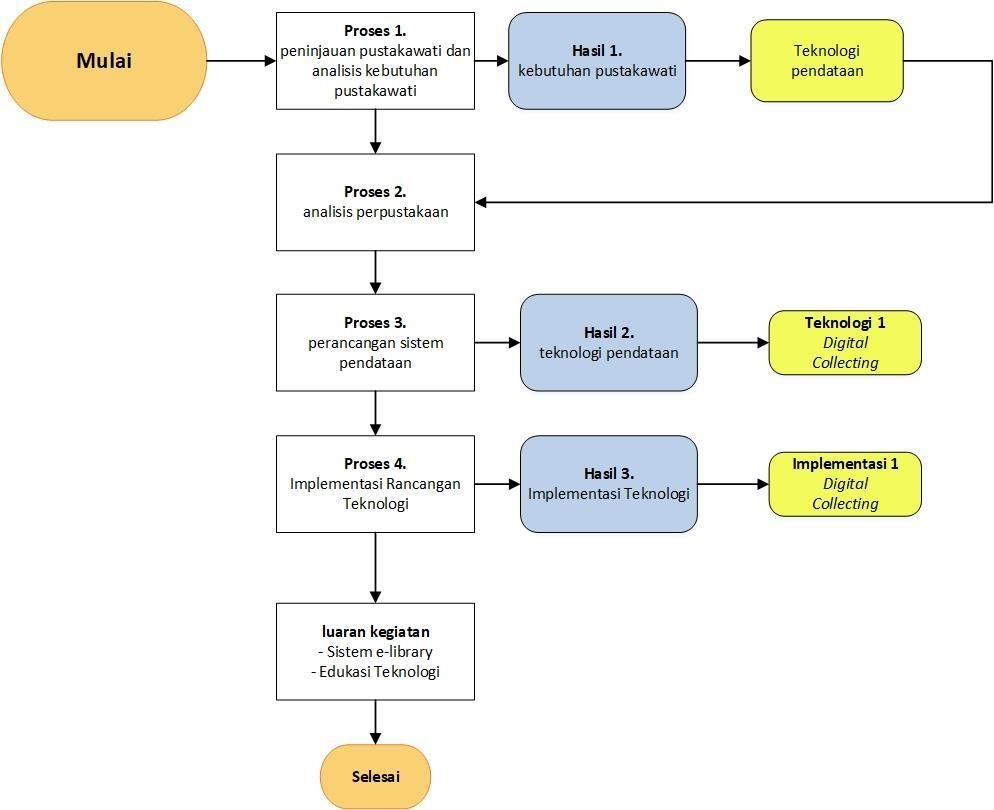 Mulai
Proses 1.
peninjauan pustakawati dan
analisis kebutuhan
pustakawati
Hasil 1.
kebutuhan pustakawati
Teknologi
pendataan
Proses 2.
analisis perpustakaan
Proses 3.
perancangan sistem
pendataan
Hasil 2.
teknologi pendataan
Teknologi 1
Digital
Collecting
Proses 4.
Implementasi Rancangan
Teknologi
Hasil 3.
Implementasi Teknologi
Implementasi 1
Digital
Collecting
luaran kegiatan
- Sistem e-library
- Edukasi Teknologi
Selesai